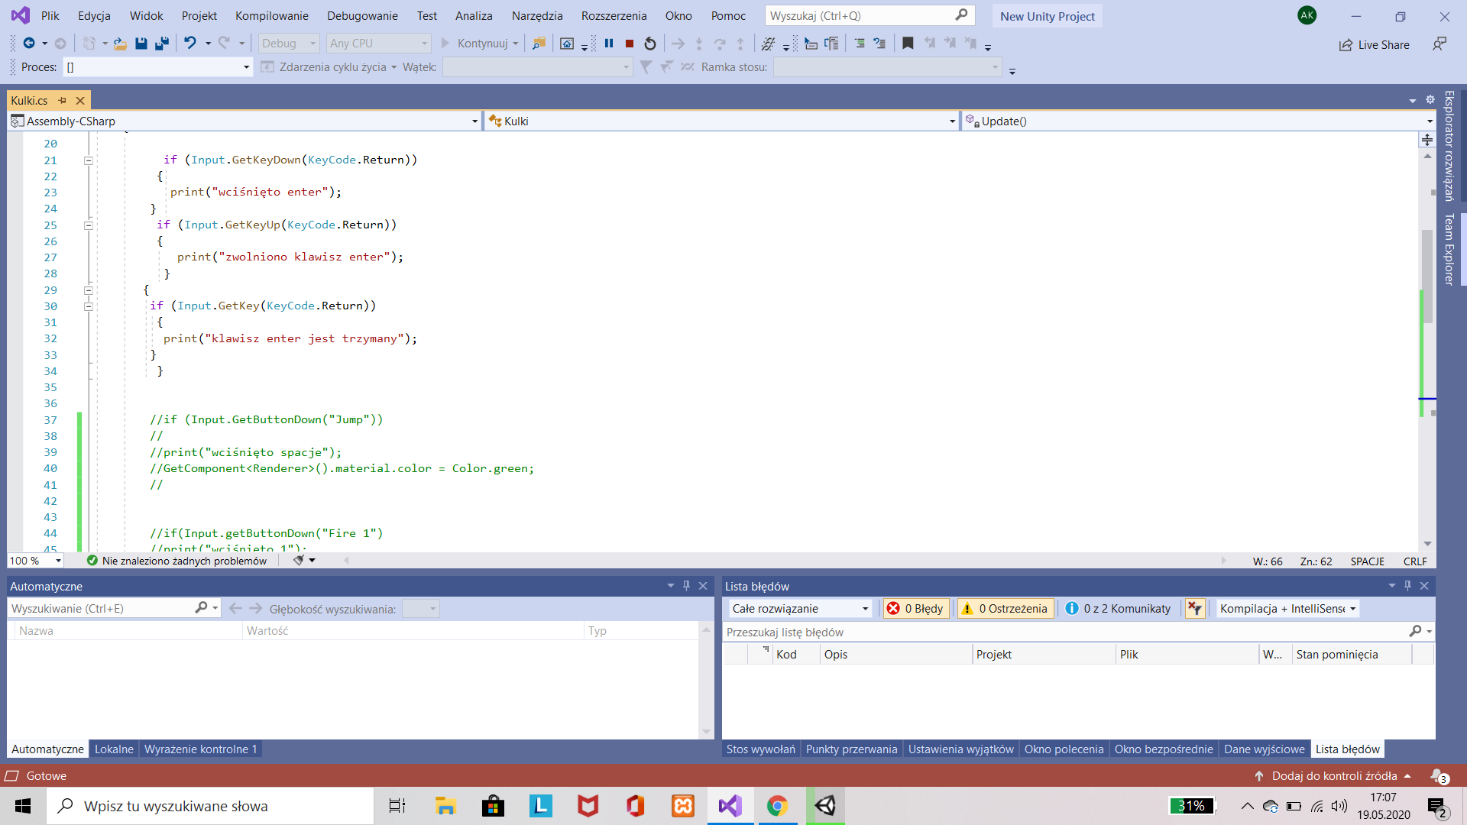 Plik Edycja Widok Projekt Kompilowanie Debugowanie Test Analiza Narzędzia Rozszerzenia Okno Pomoc Wyszukaj (Ctrl+Q) New Unity Project AK
Debug Any CPU Kontynuuj Live Share
Proces: [] Zdarzenia cyklu życia Wątek: Ramka stosu:
Kulki.cs
Assembly-CSharp Kulki Update()
20
21 if (Input.GetKeyDown(KeyCode.Return))
22 {
23 print("wciśnięto enter");
24 }
25 if (Input.GetKeyUp(KeyCode.Return))
26 {
27 print("zwolniono klawisz enter");
28 }
29 {
30 if (Input.GetKey(KeyCode.Return))
31 {
32 print("klawisz enter jest trzymany");
33 }
34 }
35
36
37 //if (Input.GetButtonDown("Jump"))
38 //
39 //print("wciśnięto spacje");
40 //GetComponent<Renderer>().material.color = Color.green;
41 //
42
43
44 //if(Input.getButtonDown("Fire 1")
45 //print("wciśnięto 1");
100 % Nie znaleziono żadnych problemów W.: 66 Zn.: 62 SPACJE CRLF
Eksplorator rozwiązań
Team Explorer
Automatyczne
Wyszukiwanie (Ctrl+E) Głębokość wyszukiwania:
Nazwa Wartość Typ
Automatyczne Lokalne Wyrażenie kontrolne 1
Lista błędów
Całe rozwiązanie 0 Błędy 0 Ostrzeżenia 0 z 2 Komunikaty Kompilacja + IntelliSense
Przeszukaj listę błędów
Kod Opis Projekt Plik W... Stan pominięcia
Stos wywołań Punkty przerwania Ustawienia wyjątków Okno polecenia Okno bezpośrednie Dane wyjściowe Lista błędów
Gotowe Dodaj do kontroli źródła 3
Wpisz tu wyszukiwane słowa 31% 17:07
19.05.2020 2